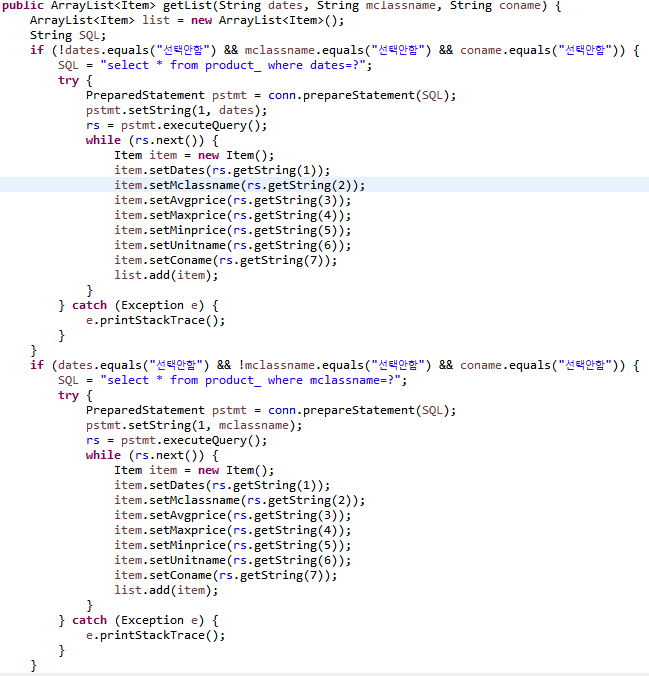 public ArrayList<Item> getList(String dates, String mclassname, String coname) {
    ArrayList<Item> list = new ArrayList<Item>();
    String SQL;
    if (!dates.equals("선택안함") && mclassname.equals("선택안함") && coname.equals("선택안함")) {
        SQL = "select * from product_ where dates=?";
        try {
            PreparedStatement pstmt = conn.prepareStatement(SQL);
            pstmt.setString(1, dates);
            rs = pstmt.executeQuery();
            while (rs.next()) {
                Item item = new Item();
                item.setDates(rs.getString(1));
                item.setMclassname(rs.getString(2));
                item.setAvgprice(rs.getString(3));
                item.setMaxprice(rs.getString(4));
                item.setMinprice(rs.getString(5));
                item.setUnitname(rs.getString(6));
                item.setConame(rs.getString(7));
                list.add(item);
            }
        } catch (Exception e) {
            e.printStackTrace();
        }
    }
    if (dates.equals("선택안함") && !mclassname.equals("선택안함") && coname.equals("선택안함")) {
        SQL = "select * from product_ where mclassname=?";
        try {
            PreparedStatement pstmt = conn.prepareStatement(SQL);
            pstmt.setString(1, mclassname);
            rs = pstmt.executeQuery();
            while (rs.next()) {
                Item item = new Item();
                item.setDates(rs.getString(1));
                item.setMclassname(rs.getString(2));
                item.setAvgprice(rs.getString(3));
                item.setMaxprice(rs.getString(4));
                item.setMinprice(rs.getString(5));
                item.setUnitname(rs.getString(6));
                item.setConame(rs.getString(7));
                list.add(item);
            }
        } catch (Exception e) {
            e.printStackTrace();
        }
    }